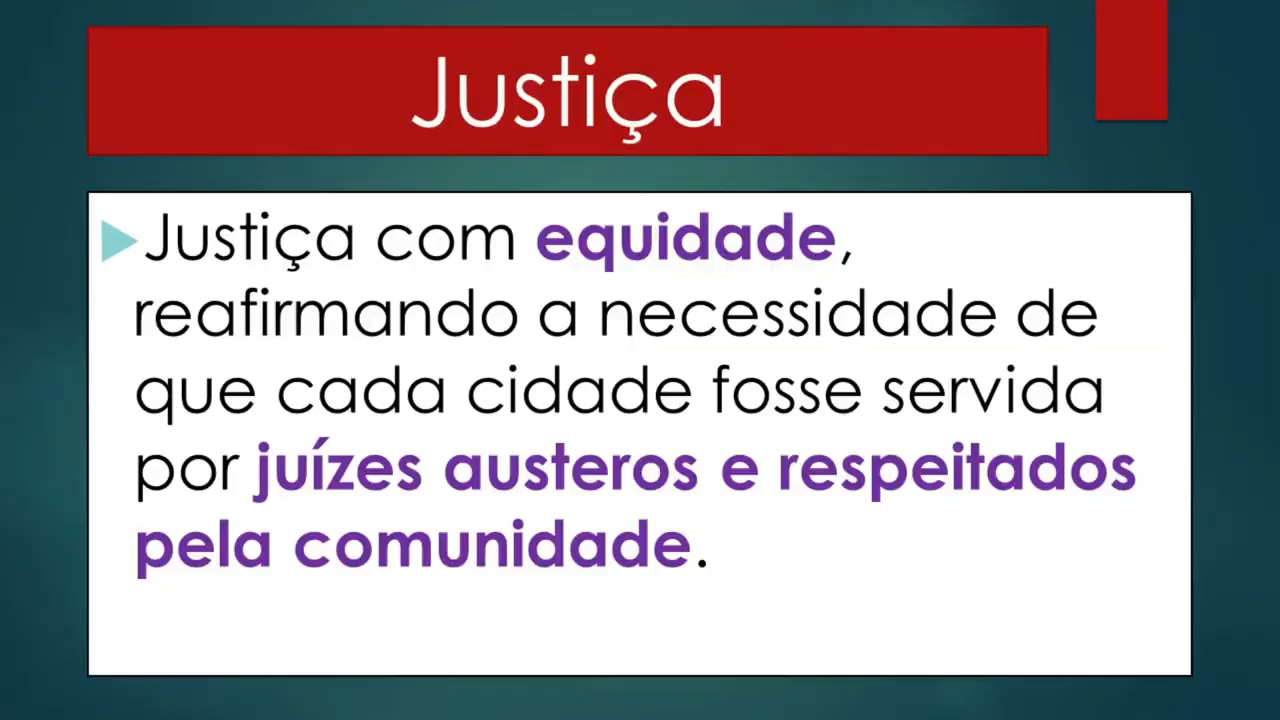 Justiça
Justiça com equidade,
reafirmando a necessidade de
que cada cidade fosse servida
por juízes austeros e respeitados
pela comunidade.